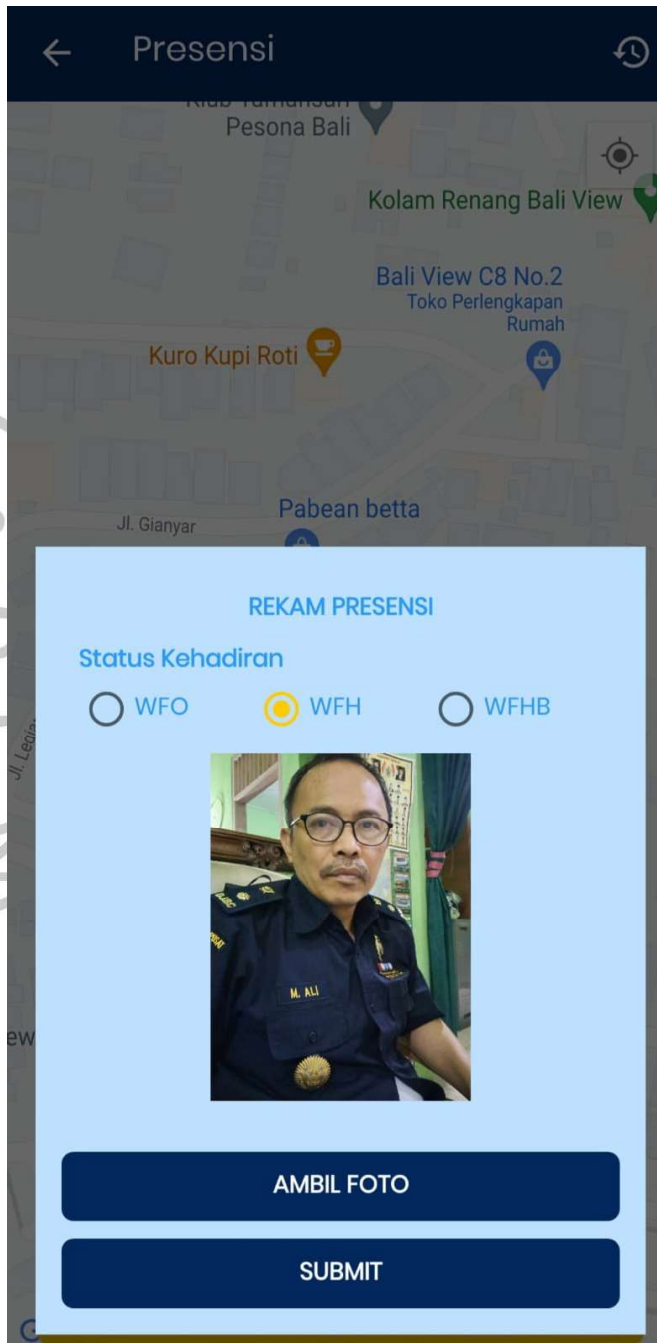 Presensi
Pesona Bali
Kolam Renang Bali View
Bali View C8 No.2
Toko Perlengkapan
Rumah
Kuro Kupi Roti
Pabean betta
Jl. Gianyar
REKAM PRESENSI
Status Kehadiran
WFO WFH WFHB
M. ALI
AMBIL FOTO
SUBMIT